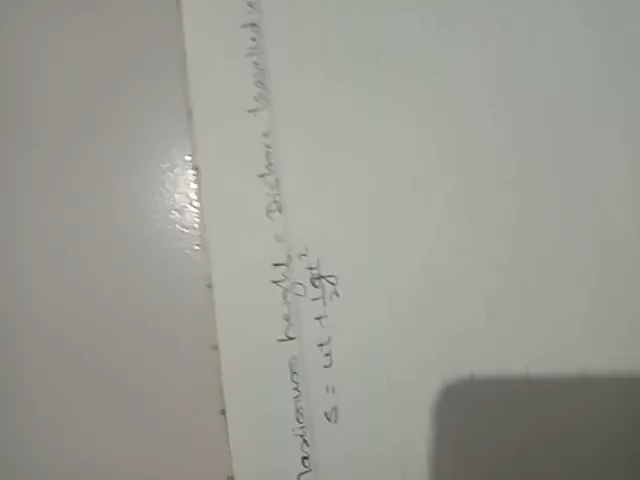 Maximum height = Distance travelled
S = ut + 1/2 gt²